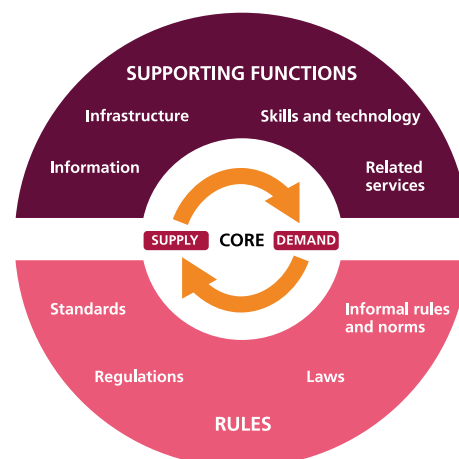 SUPPORTING FUNCTIONS
Infrastructure
Skills and technology
Information
Related
services
SUPPLY
CORE
DEMAND
Standards
Informal rules
and norms
Regulations
Laws
RULES